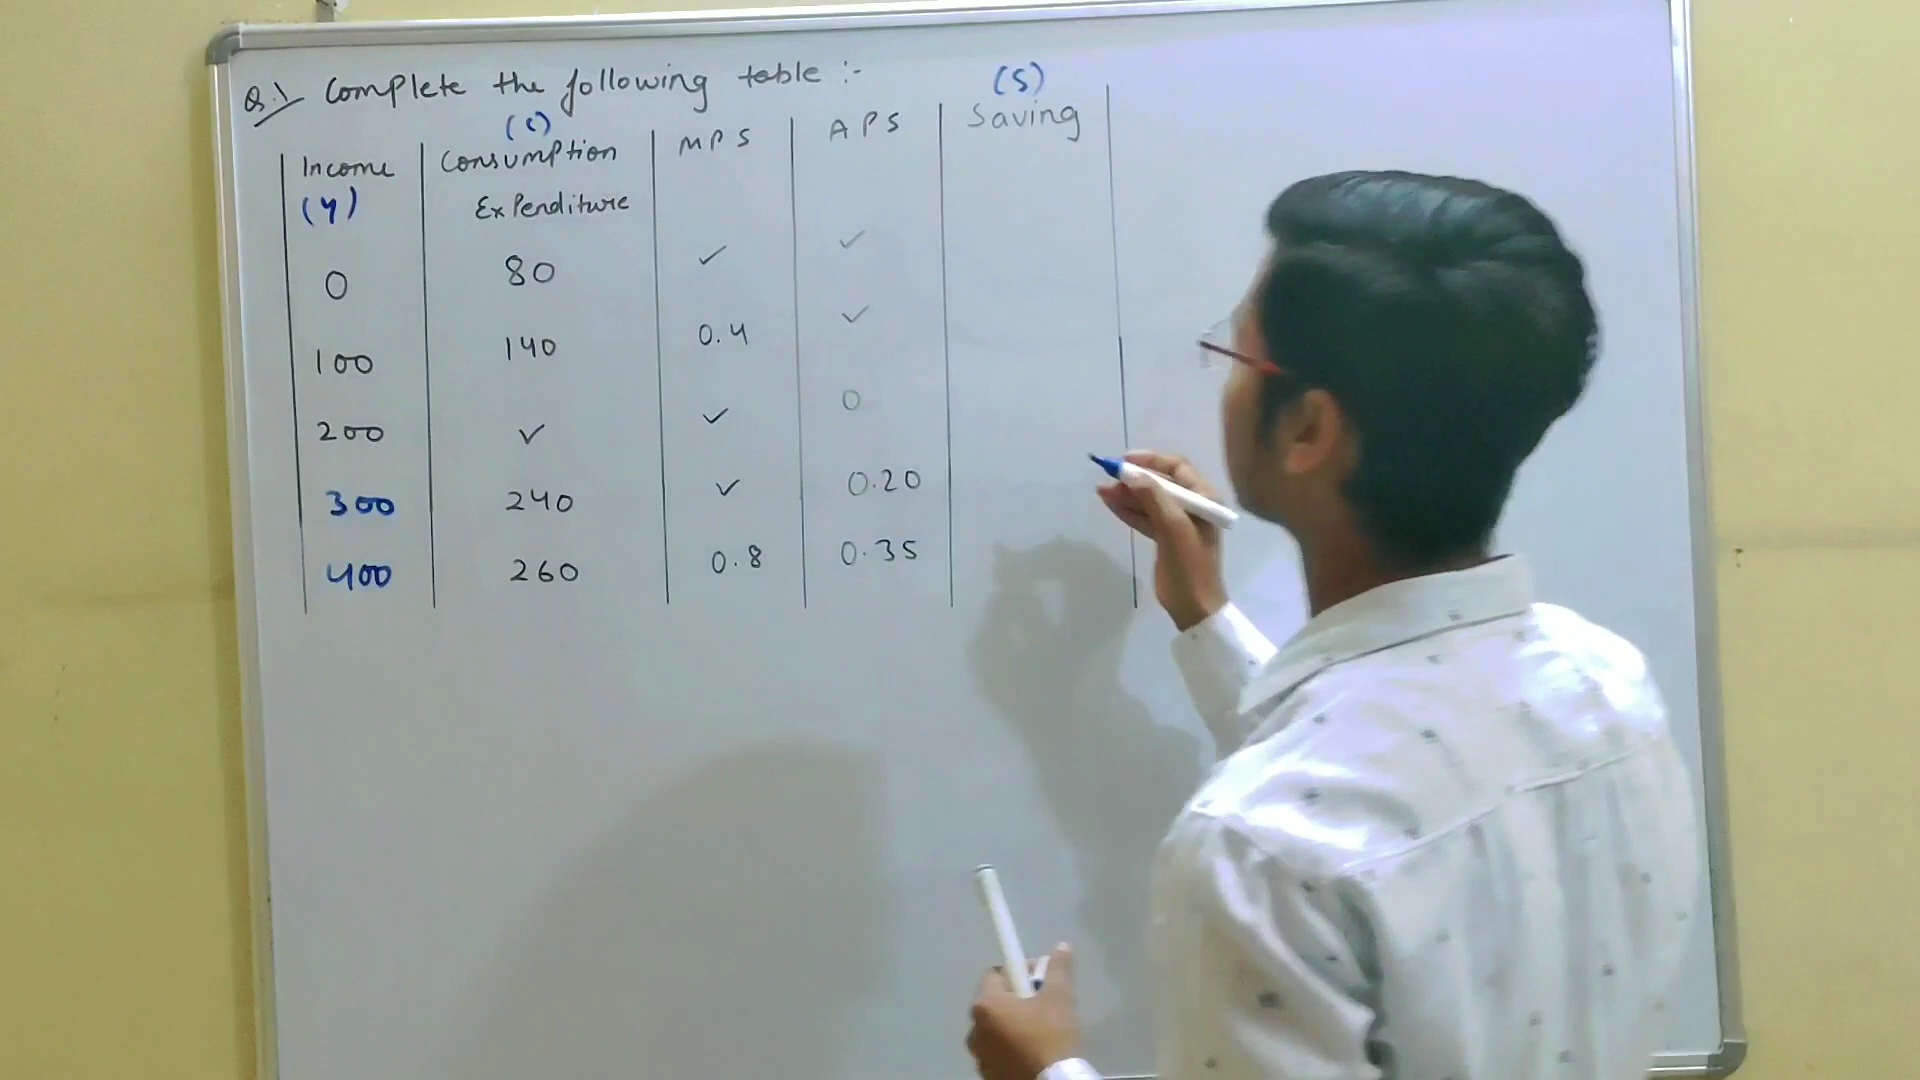 Q.1 Complete the following table :-
(S)
(C)
Income Consumption MPS APS Saving
(Y) Expenditure
0 80 ✓ ✓
100 140 0.4 ✓
200 ✓ ✓ 0
300 240 ✓ 0.20
400 260 0.8 0.35